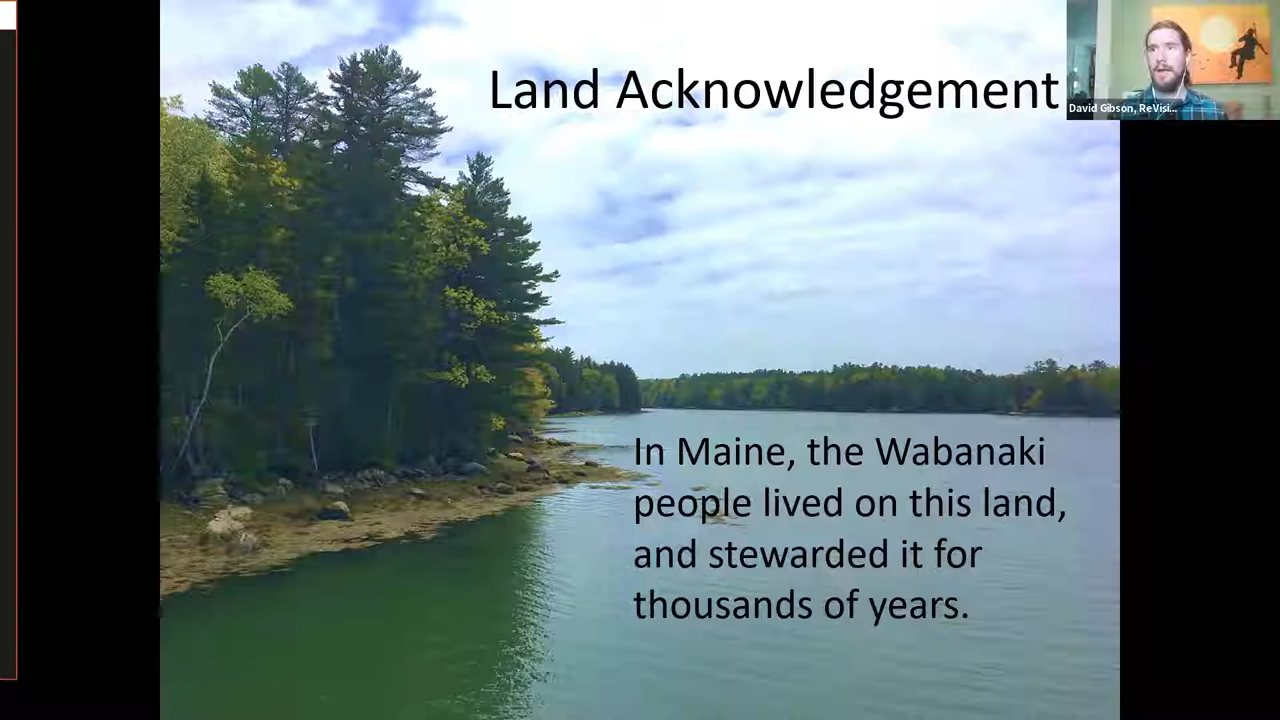 Land Acknowledgement
David Gibson, ReVisi...
In Maine, the Wabanaki
people lived on this land,
and stewarded it for
thousands of years.